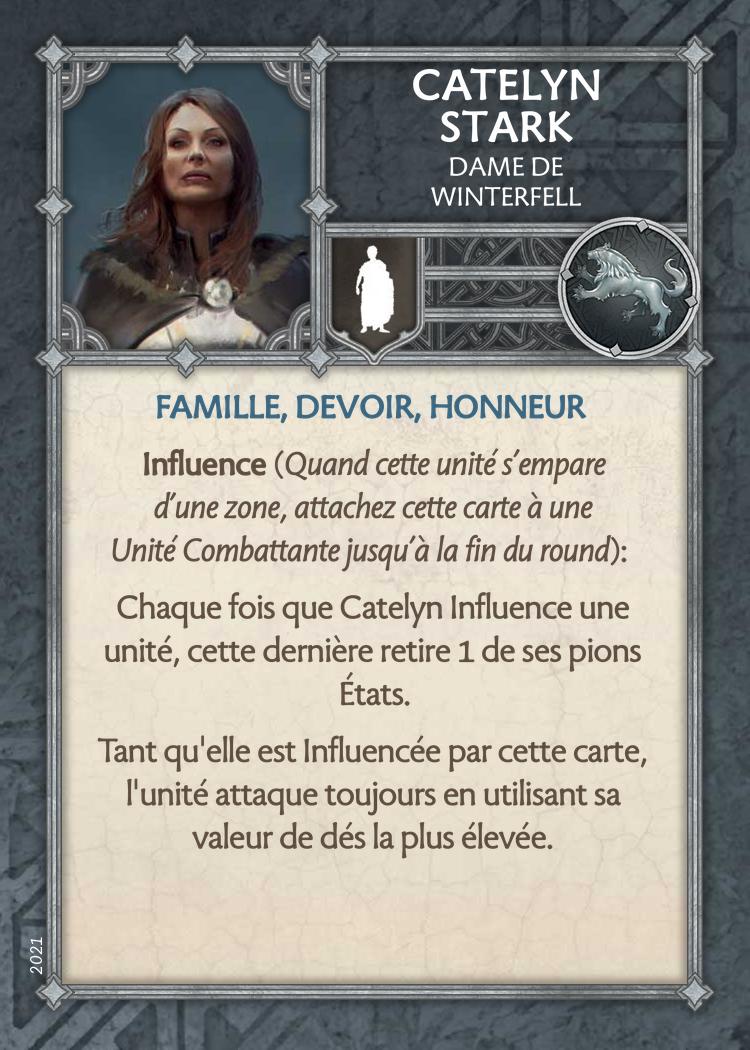 CATELYN
STARK
DAME DE
WINTERFELL
FAMILLE, DEVOIR, HONNEUR
Influence (Quand cette unité s'empare
d'une zone, attachez cette carte à une
Unité Combattante jusqu'à la fin du round):
Chaque fois que Catelyn Influence une
unité, cette dernière retire 1 de ses pions
États.
Tant qu'elle est Influencée par cette carte,
l'unité attaque toujours en utilisant sa
valeur de dés la plus élevée.
2021